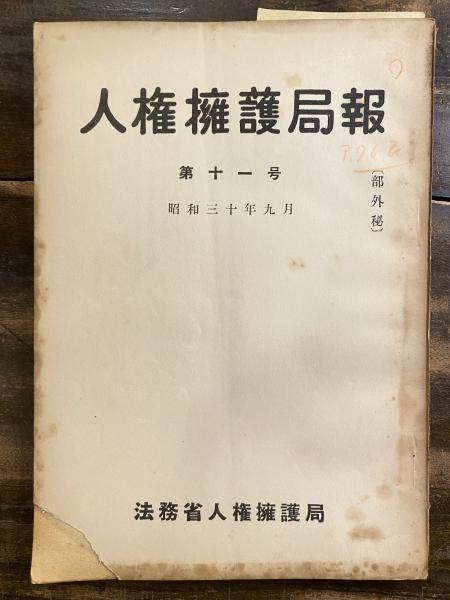 人権擁護局報
第十一号
昭和三十年九月
〔部外秘〕
法務省人権擁護局